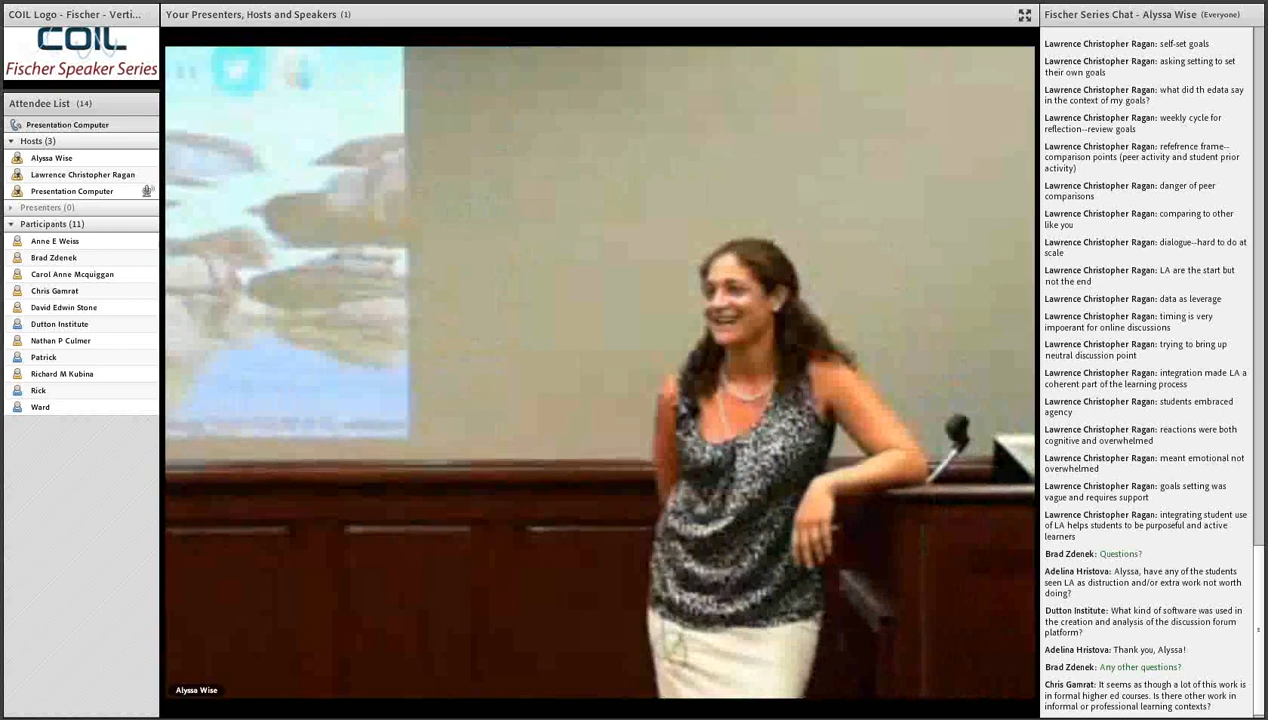 COIL Logo - Fischer - Verti...
COIL
Fischer Speaker Series
Attendee List (14)
Presentation Computer
Hosts (3)
Alyssa Wise
Lawrence Christopher Ragan
Presentation Computer
Presenters (0)
Participants (11)
Anne E Weiss
Brad Zdenek
Carol Anne Mcquiggan
Chris Gamrat
David Edwin Stone
Dutton Institute
Nathan P Culmer
Patrick
Richard M Kubina
Rick
Ward
Your Presenters, Hosts and Speakers (1)
Alyssa Wise
Fischer Series Chat - Alyssa Wise (Everyone)
Lawrence Christopher Ragan: self-set goals
Lawrence Christopher Ragan: asking setting to set
their own goals
Lawrence Christopher Ragan: what did th edata say
in the context of my goals?
Lawrence Christopher Ragan: weekly cycle for
reflection--review goals
Lawrence Christopher Ragan: refefrence frame--
comparison points (peer activity and student prior
activity)
Lawrence Christopher Ragan: danger of peer
comparisons
Lawrence Christopher Ragan: comparing to other
like you
Lawrence Christopher Ragan: dialogue--hard to do at
scale
Lawrence Christopher Ragan: LA are the start but
not the end
Lawrence Christopher Ragan: data as leverage
Lawrence Christopher Ragan: timing is very
impoerant for online discussions
Lawrence Christopher Ragan: trying to bring up
neutral discussion point
Lawrence Christopher Ragan: integration made LA a
coherent part of the learning process
Lawrence Christopher Ragan: students embraced
agency
Lawrence Christopher Ragan: reactions were both
cognitive and overwhelmed
Lawrence Christopher Ragan: meant emotional not
overwhelmed
Lawrence Christopher Ragan: goals setting was
vague and requires support
Lawrence Christopher Ragan: integrating student use
of LA helps students to be purposeful and active
learners
Brad Zdenek: Questions?
Adelina Hristova: Alyssa, have any of the students
seen LA as distruction and/or extra work not worth
doing?
Dutton Institute: What kind of software was used in
the creation and analysis of the discussion forum
platform?
Adelina Hristova: Thank you, Alyssa!
Brad Zdenek: Any other questions?
Chris Gamrat: It seems as though a lot of this work is
in formal higher ed courses. Is there other work in
informal or professional learning contexts?